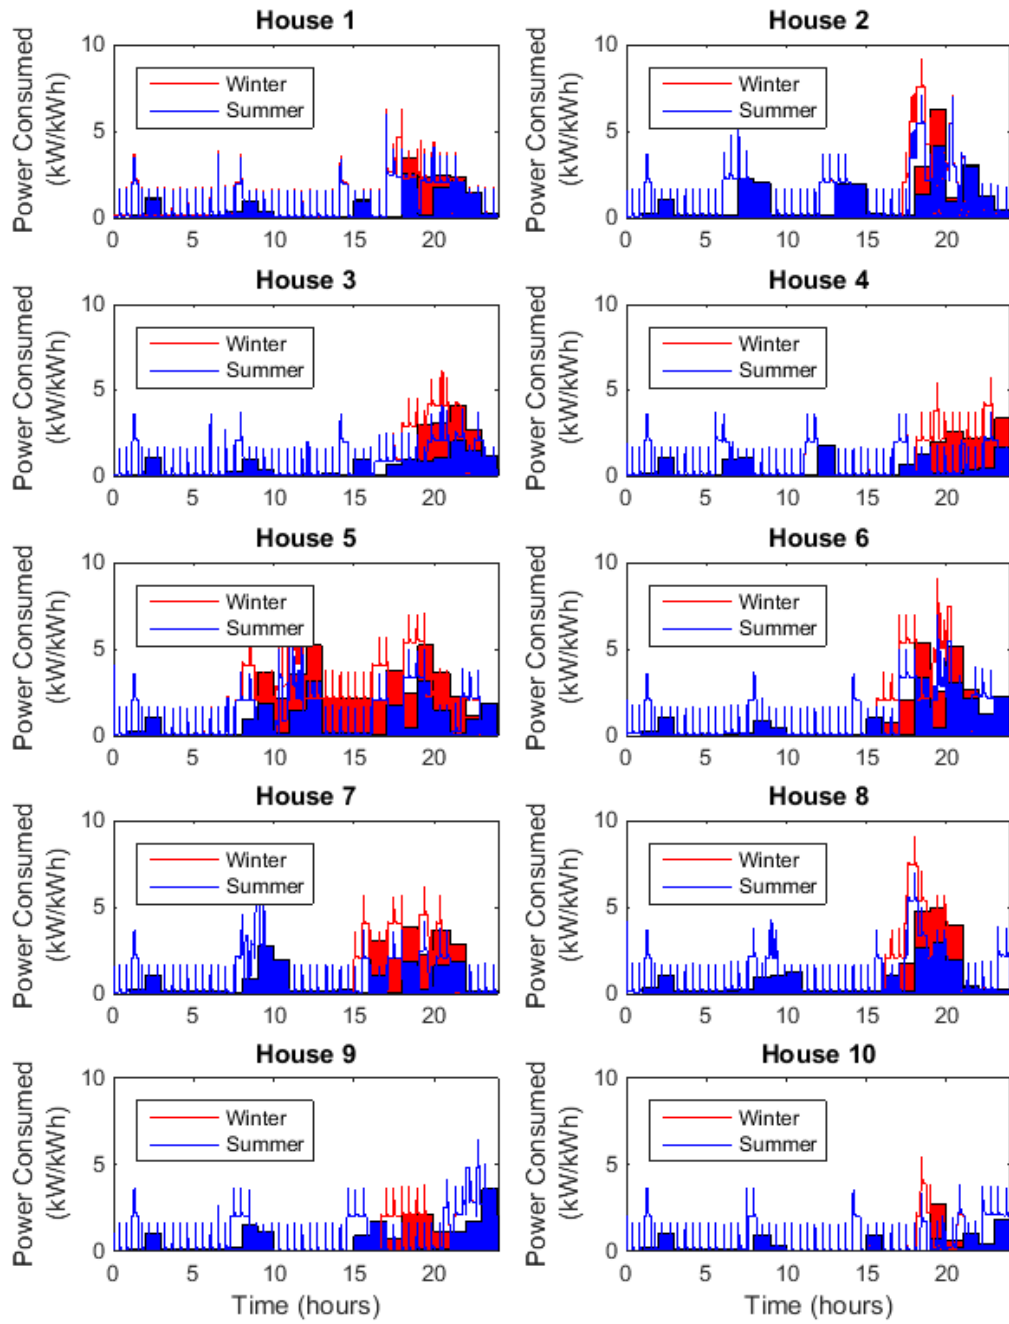 House 1
Power Consumed
(kW/kWh)
10
5
0
Winter
Summer
0 5 10 15 20
House 2
Power Consumed
(kW/kWh)
10
5
0
Winter
Summer
0 5 10 15 20
House 3
Power Consumed
(kW/kWh)
10
5
0
Winter
Summer
0 5 10 15 20
House 4
Power Consumed
(kW/kWh)
10
5
0
Winter
Summer
0 5 10 15 20
House 5
Power Consumed
(kW/kWh)
10
5
0
Winter
Summer
0 5 10 15 20
House 6
Power Consumed
(kW/kWh)
10
5
0
Winter
Summer
0 5 10 15 20
House 7
Power Consumed
(kW/kWh)
10
5
0
Winter
Summer
0 5 10 15 20
House 8
Power Consumed
(kW/kWh)
10
5
0
Winter
Summer
0 5 10 15 20
House 9
Power Consumed
(kW/kWh)
10
5
0
Winter
Summer
0 5 10 15 20
Time (hours)
House 10
Power Consumed
(kW/kWh)
10
5
0
Winter
Summer
0 5 10 15 20
Time (hours)